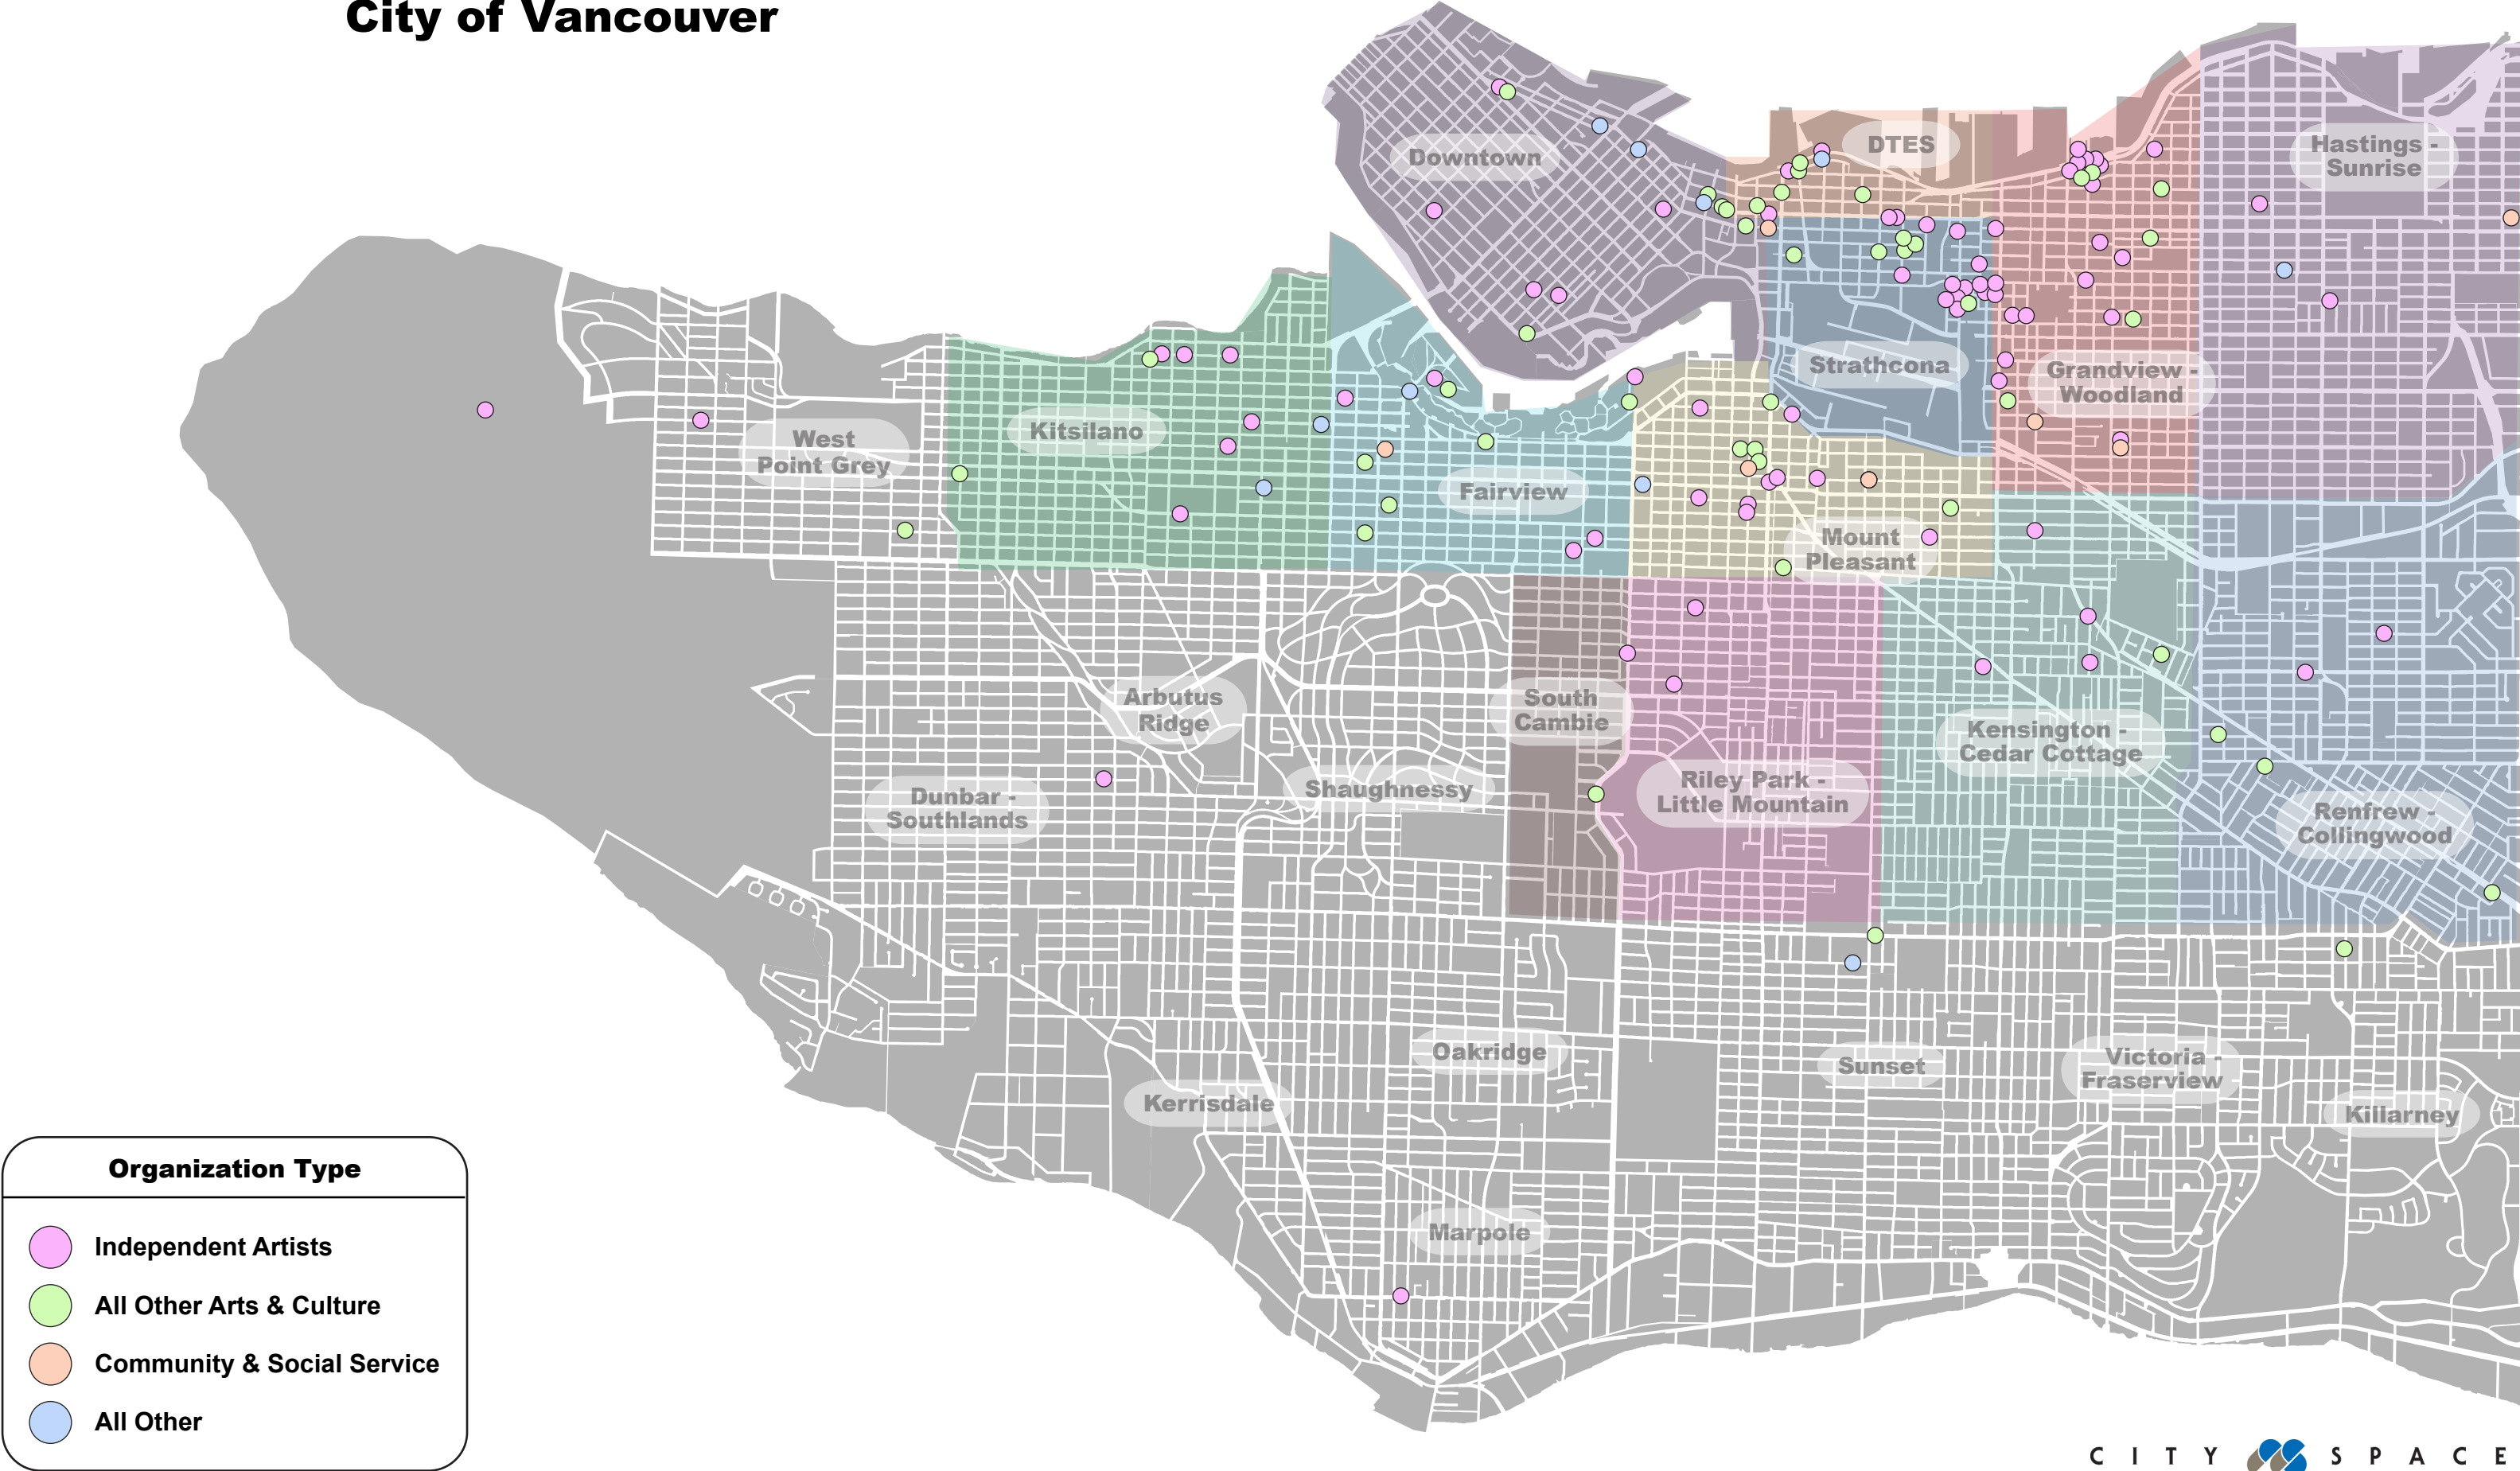 City of Vancouver
Downtown
DTES
Hastings -
Sunrise
Strathcona
Grandview -
Woodland
West
Point Grey
Kitsilano
Fairview
Mount
Pleasant
Arbutus
Ridge
South
Cambie
Kensington -
Cedar Cottage
Dunbar -
Southlands
Shaughnessy
Riley Park -
Little Mountain
Renfrew -
Collingwood
Oakridge
Sunset
Victoria -
Fraserview
Kerrisdale
Killarney
Marpole
Organization Type
Independent Artists
All Other Arts & Culture
Community & Social Service
All Other
CITY SPACE